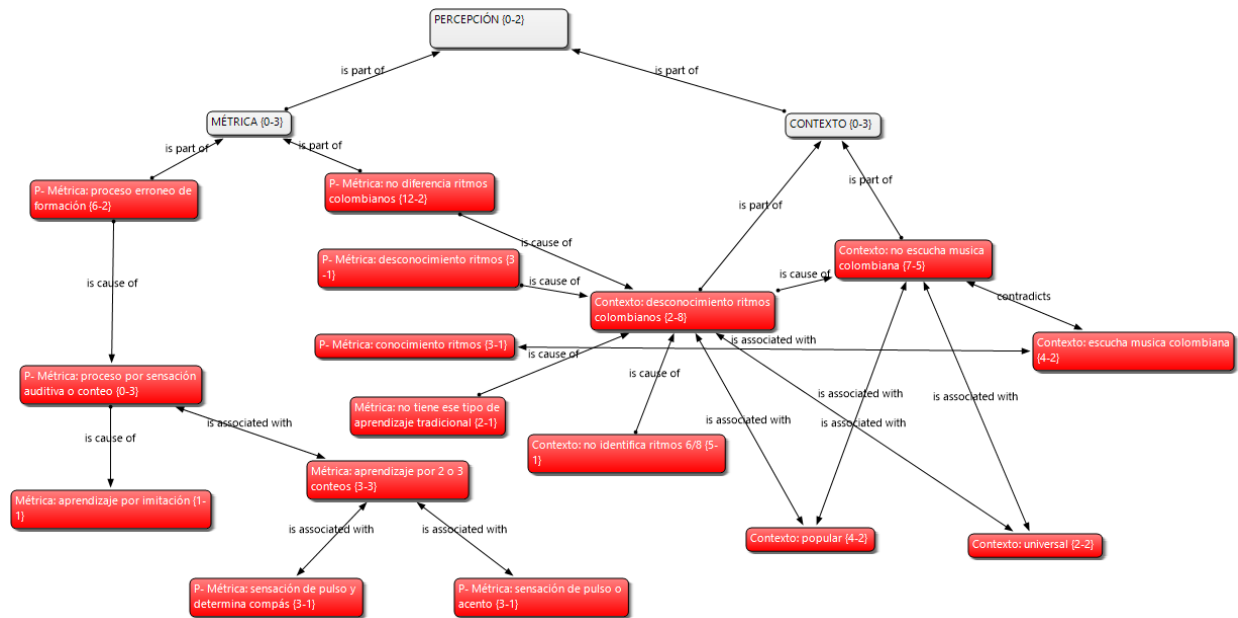 PERCEPCIÓN {0-2}
is part of
is part of
MÉTRICA {0-3}
CONTEXTO {0-3}
is part of
is part of
P- Métrica: proceso erroneo de
formación {6-2}
P- Métrica: no diferencia ritmos
colombianos {12-2}
is part of
is part of
is cause of
Contexto: no escucha musica
colombiana {7-5}
P- Métrica: desconocimiento ritmos {3
-1}
is cause of
is cause of
is cause of
Contexto: desconocimiento ritmos
colombianos {2-8}
contradicts
P- Métrica: conocimiento ritmos {3-1}
is associated with
Contexto: escucha musica colombiana
{4-2}
is cause of
is cause of
P- Métrica: proceso por sensación
auditiva o conteo {0-3}
is associated with
is associated with
Métrica: no tiene ese tipo de
aprendizaje tradicional {2-1}
is associated with
is associated with
is associated with
is cause of
Contexto: no identifica ritmos 6/8 {5-
1}
Métrica: aprendizaje por 2 o 3
conteos {3-3}
Métrica: aprendizaje por imitación {1-
1}
is associated with
is associated with
Contexto: popular {4-2}
Contexto: universal {2-2}
P- Métrica: sensación de pulso y
determina compás {3-1}
P- Métrica: sensación de pulso o
acento {3-1}